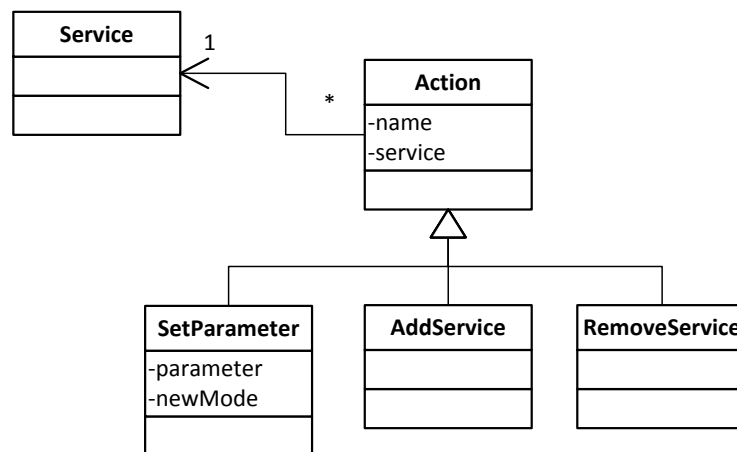 Service
1
*
Action
-name
-service
SetParameter
-parameter
-newMode
AddService
RemoveService